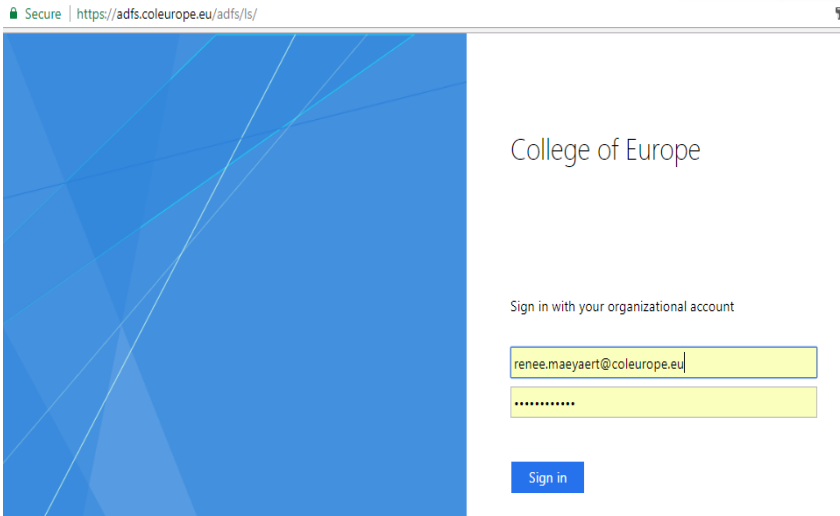 Secure | https://adfs.coleurope.eu/adfs/ls/
College of Europe
Sign in with your organizational account
renee.maeyaert@coleurope.eu
••••••••••••
Sign in